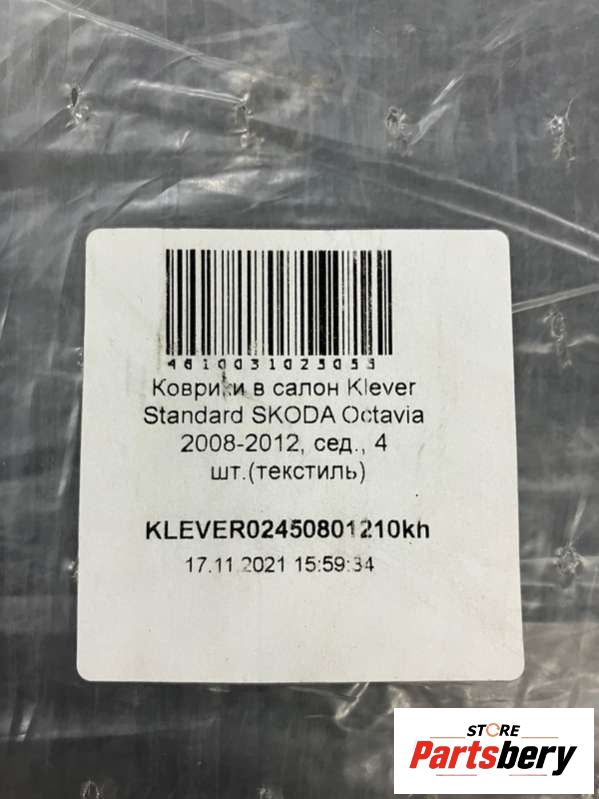 4610031025055
Коврики в салон Klever
Standard SKODA Octavia
2008-2012, сед., 4
шт.(текстиль)
KLEVER02450801210kh
17.11.2021 15:59:34
STORE
Partsbery